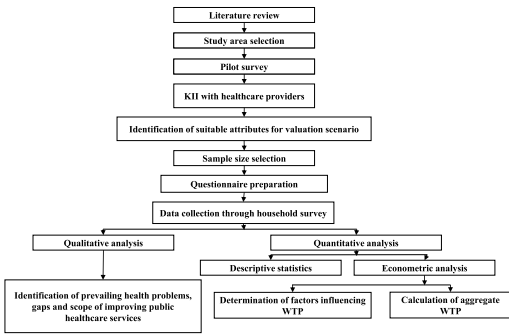 Literature review
Study area selection
Pilot survey
KII with healthcare providers
Identification of suitable attributes for valuation scenario
Sample size selection
Questionnaire preparation
Data collection through household survey
Qualitative analysis
Quantitative analysis
Descriptive statistics
Econometric analysis
Identification of prevailing health problems,
gaps and scope of improving public
healthcare services
Determination of factors influencing
WTP
Calculation of aggregate
WTP